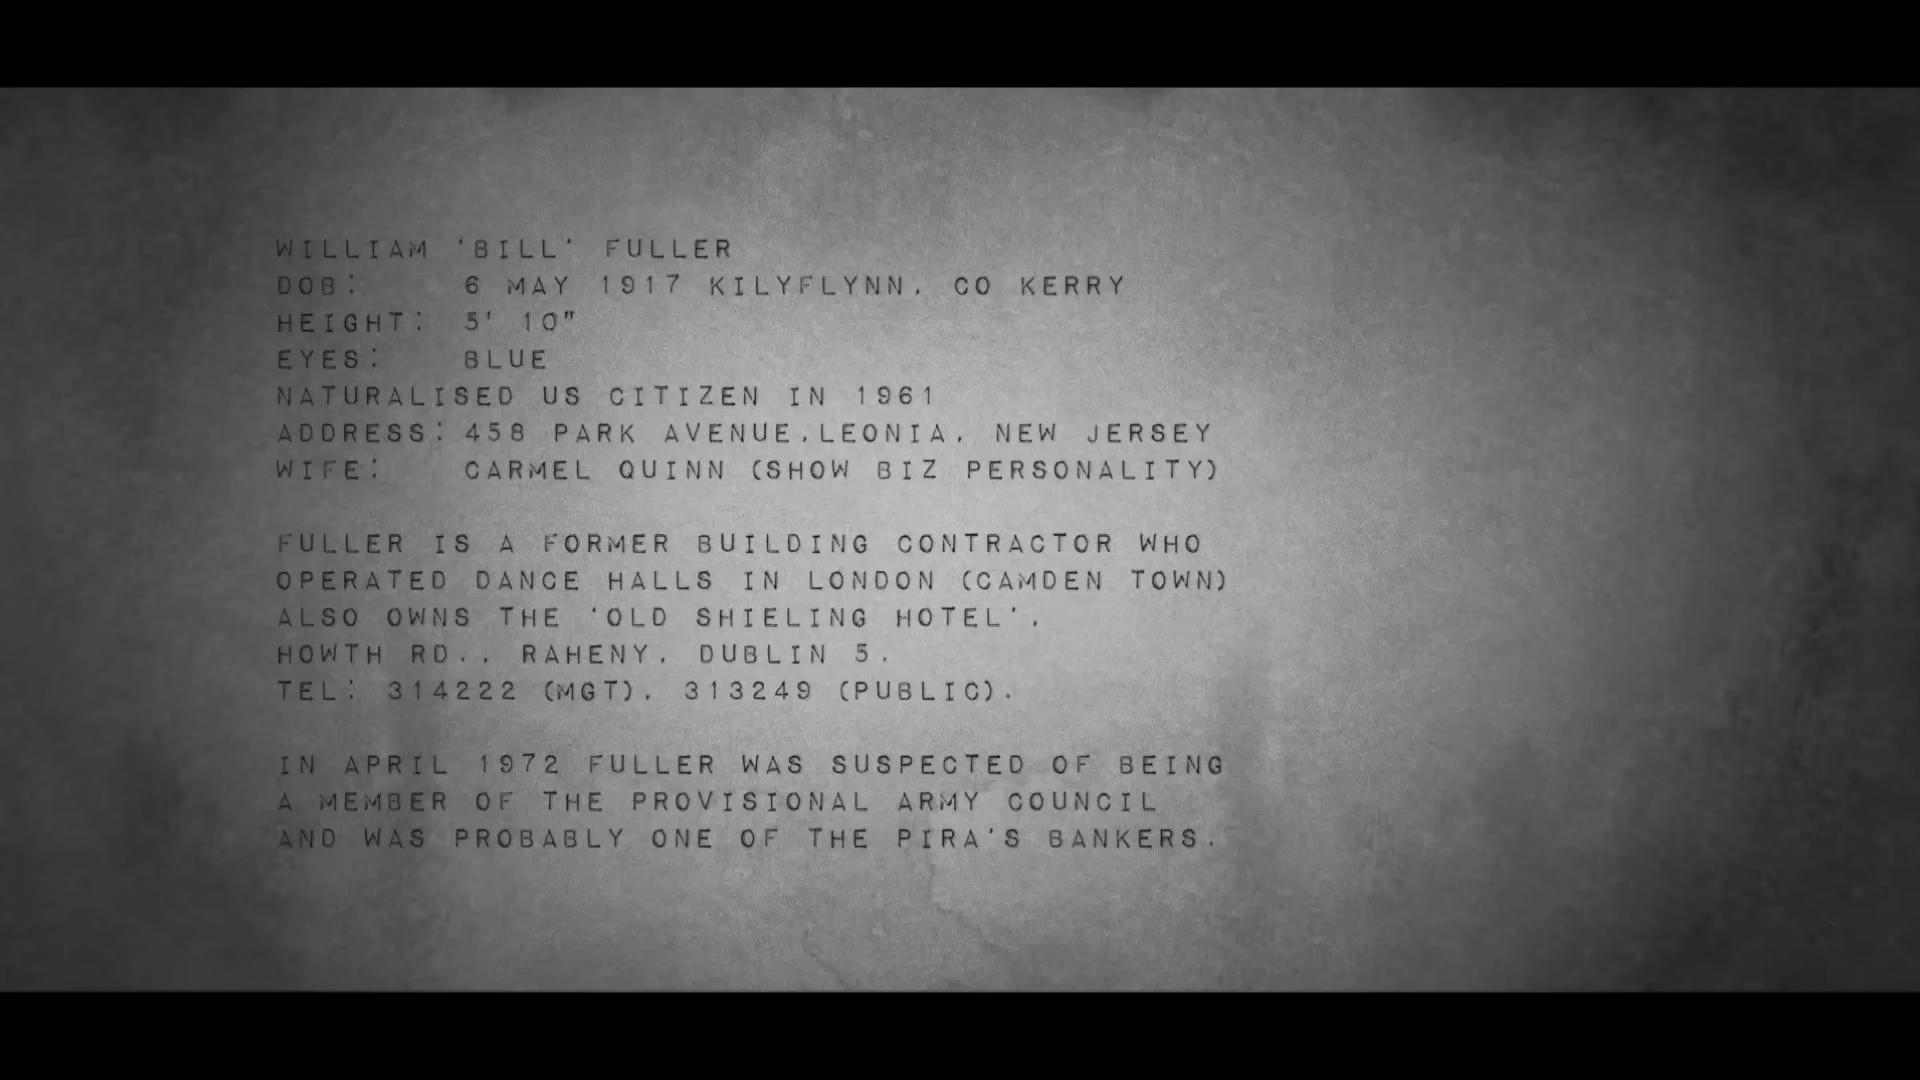 WILLIAM 'BILL' FULLER
DOB: 6 MAY 1917 KILYFLYNN, CO KERRY
HEIGHT: 5' 10"
EYES: BLUE
NATURALISED US CITIZEN IN 1961
ADDRESS: 458 PARK AVENUE,LEONIA, NEW JERSEY
WIFE: CARMEL QUINN (SHOW BIZ PERSONALITY)
FULLER IS A FORMER BUILDING CONTRACTOR WHO
OPERATED DANCE HALLS IN LONDON (CAMDEN TOWN)
ALSO OWNS THE 'OLD SHIELING HOTEL',
HOWTH RD., RAHENY, DUBLIN 5.
TEL: 314222 (MGT), 313249 (PUBLIC).
IN APRIL 1972 FULLER WAS SUSPECTED OF BEING
A MEMBER OF THE PROVISIONAL ARMY COUNCIL
AND WAS PROBABLY ONE OF THE PIRA'S BANKERS.